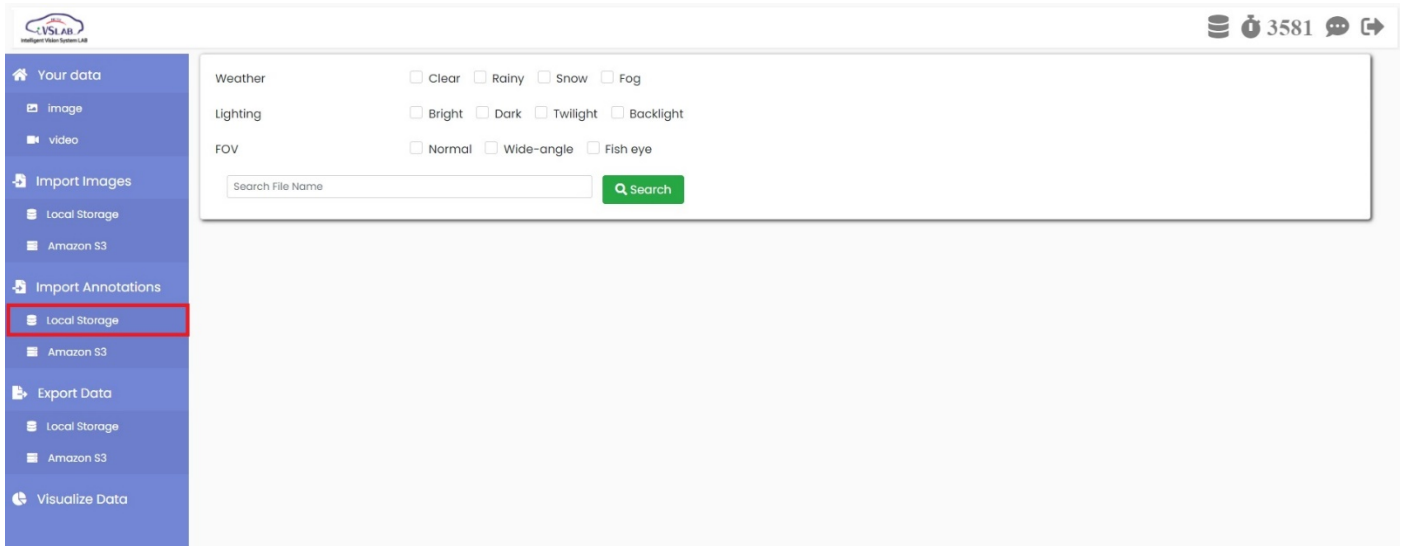 iVSLAB
Intelligent Vision System LAB
3581
Your data
image
video
Import Images
Local Storage
Amazon S3
Import Annotations
Local Storage
Amazon S3
Export Data
Local Storage
Amazon S3
Visualize Data
Weather Clear Rainy Snow Fog
Lighting Bright Dark Twilight Backlight
FOV Normal Wide-angle Fish eye
Search File Name Search